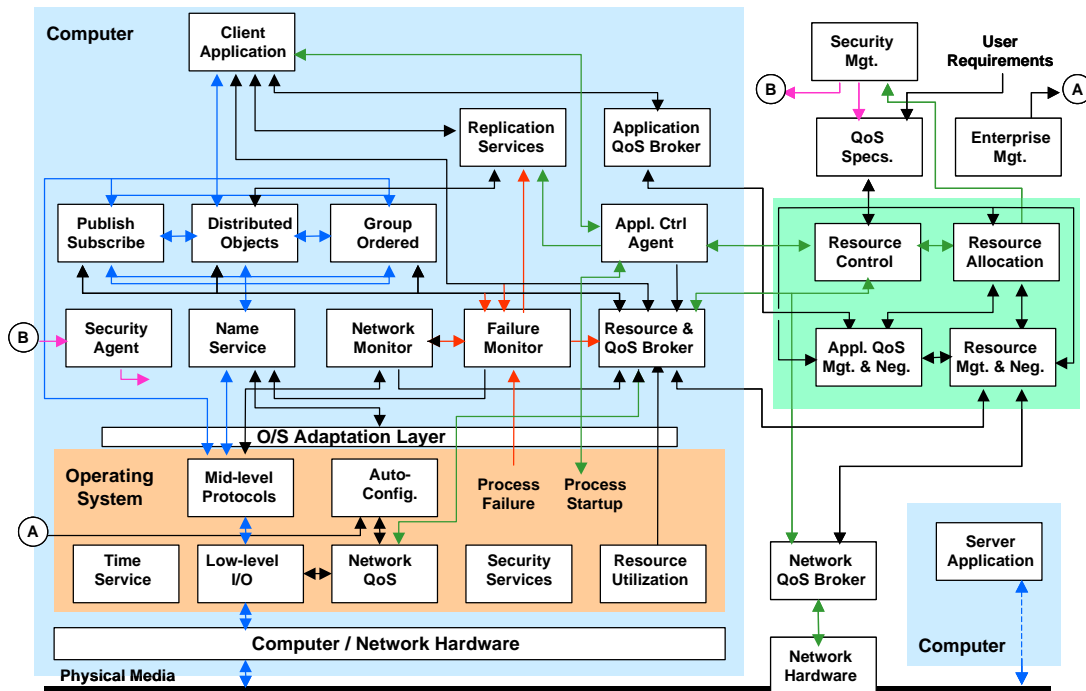 Computer
Client
Application
Security
Mgt.
User
Requirements
B
A
Replication
Services
Application
QoS Broker
QoS
Specs.
Enterprise
Mgt.
Publish
Subscribe
Distributed
Objects
Group
Ordered
Appl. Ctrl
Agent
Resource
Control
Resource
Allocation
B
Security
Agent
Name
Service
Network
Monitor
Failure
Monitor
Resource &
QoS Broker
Appl. QoS
Mgt. & Neg.
Resource
Mgt. & Neg.
O/S Adaptation Layer
Operating
System
Mid-level
Protocols
Auto-
Config.
Process
Failure
Process
Startup
A
Time
Service
Low-level
I/O
Network
QoS
Security
Services
Resource
Utilization
Network
QoS Broker
Server
Application
Computer / Network Hardware
Computer
Network
Hardware
Physical Media